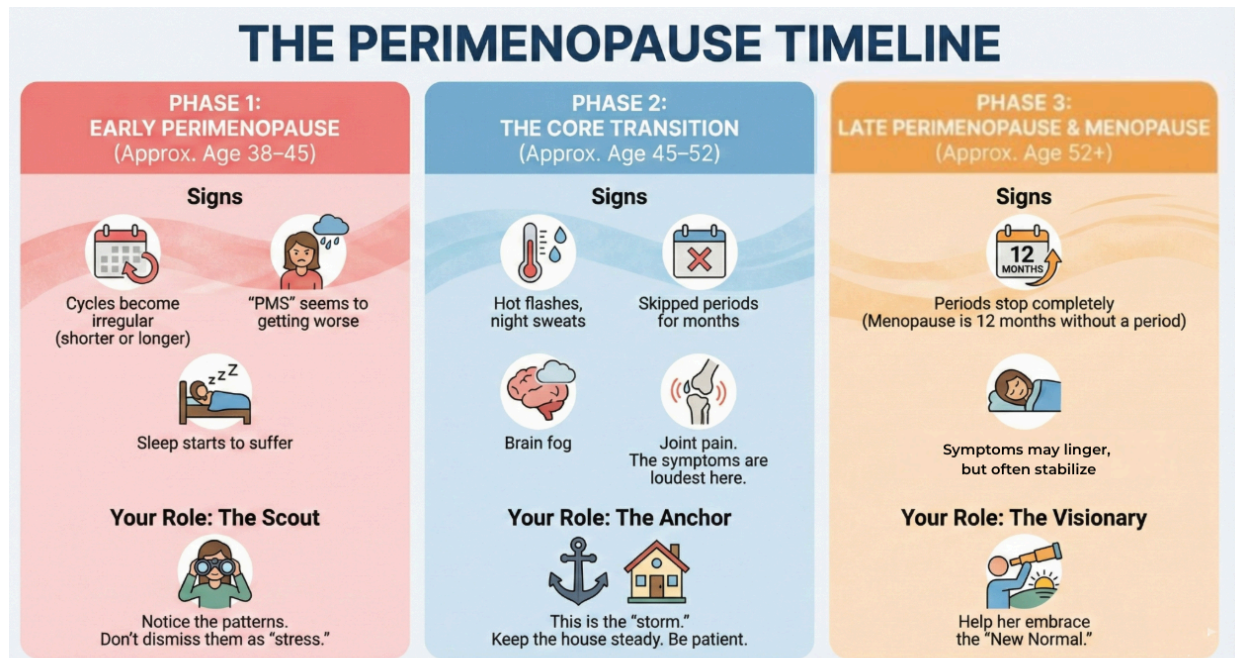 THE PERIMENOPAUSE TIMELINE
PHASE 1:
EARLY PERIMENOPAUSE
(Approx. Age 38–45)
Signs
Cycles become
irregular
(shorter or longer)
“PMS” seems to
getting worse
zzZ
Sleep starts to suffer
Your Role: The Scout
Notice the patterns.
Don’t dismiss them as “stress.”
PHASE 2:
THE CORE TRANSITION
(Approx. Age 45–52)
Signs
Hot flashes,
night sweats
Skipped periods
for months
Brain fog
Joint pain.
The symptoms are
loudest here.
Your Role: The Anchor
This is the “storm.”
Keep the house steady. Be patient.
PHASE 3:
LATE PERIMENOPAUSE & MENOPAUSE
(Approx. Age 52+)
Signs
12
MONTHS
Periods stop completely
(Menopause is 12 months without a period)
Symptoms may linger,
but often stabilize
Your Role: The Visionary
Help her embrace
the “New Normal.”